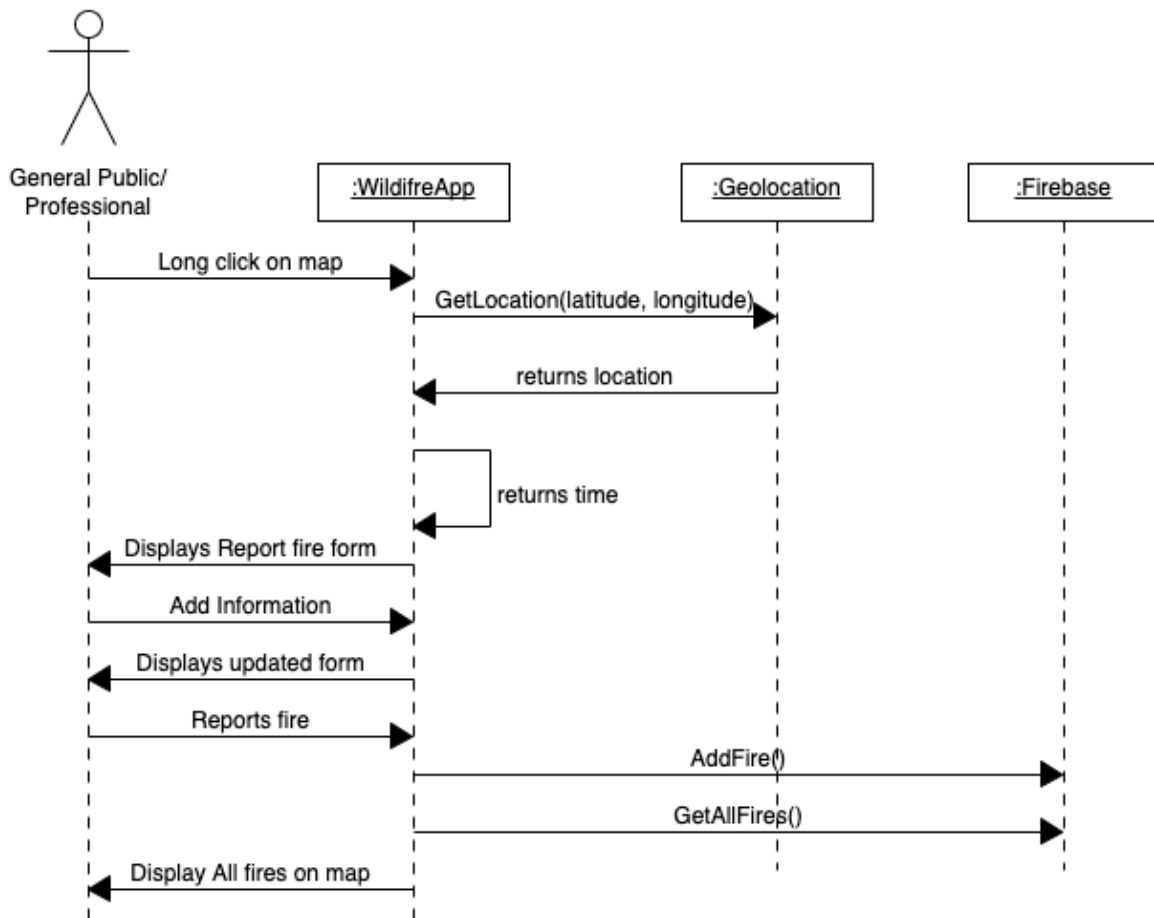 General Public/
Professional
:WildifreApp
:Geolocation
:Firebase
Long click on map
GetLocation(latitude, longitude)
returns location
returns time
Displays Report fire form
Add Information
Displays updated form
Reports fire
AddFire()
GetAllFires()
Display All fires on map